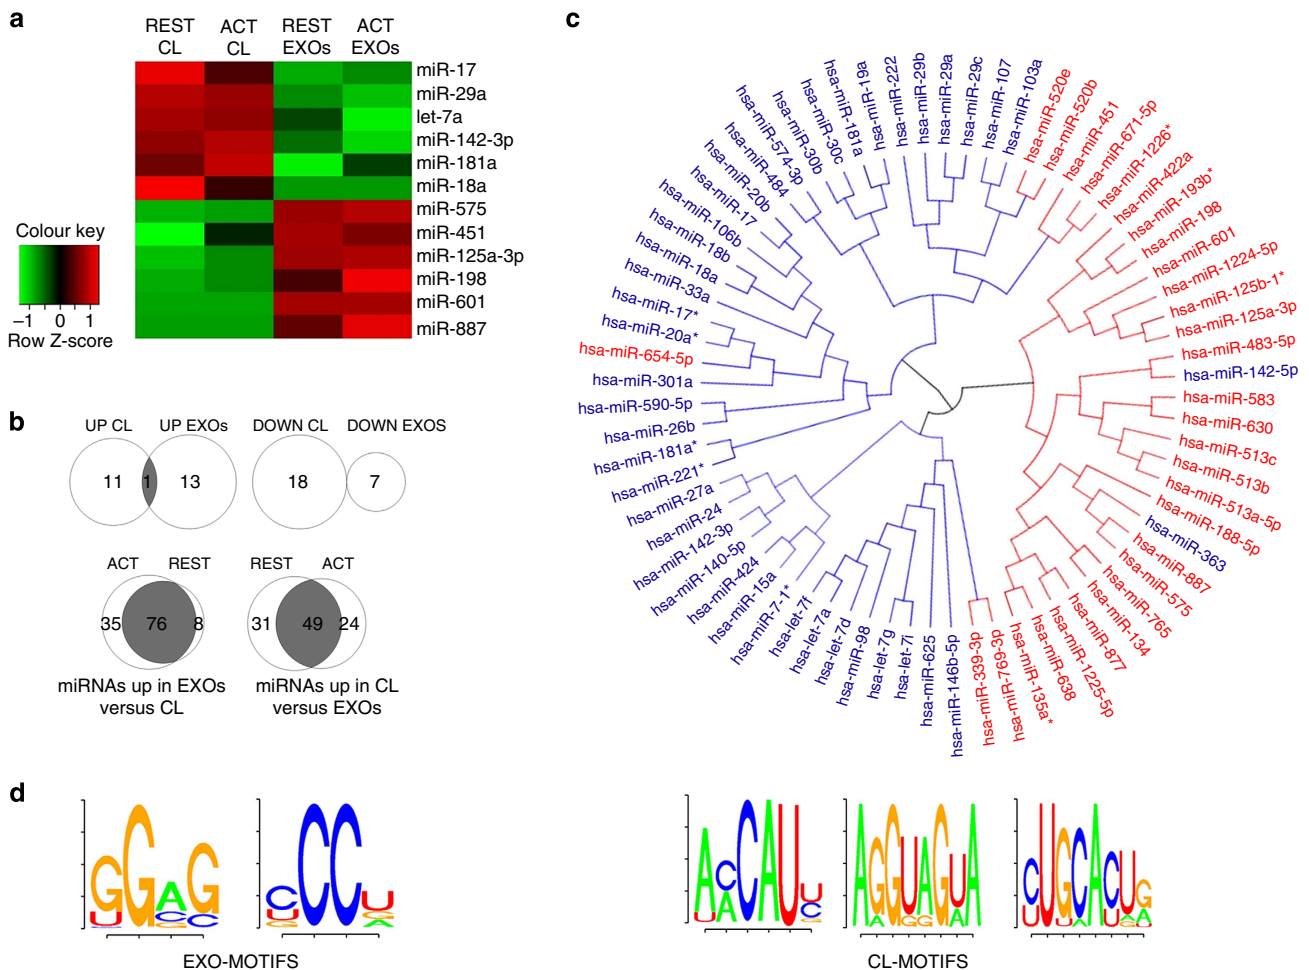 a
REST CL
ACT CL
REST EXOs
ACT EXOs
miR-17
miR-29a
let-7a
miR-142-3p
miR-181a
miR-18a
miR-575
miR-451
miR-125a-3p
miR-198
miR-601
miR-887
Colour key
−1 0 1
Row Z-score
b
UP CL UP EXOs DOWN CL DOWN EXOS
11 1 13 18 7
ACT REST REST ACT
35 76 8 31 49 24
miRNAs up in EXOs versus CL
miRNAs up in CL versus EXOs
c
hsa-miR-520e
hsa-miR-520b
hsa-miR-451
hsa-miR-671-5p
hsa-miR-1226*
hsa-miR-422a
hsa-miR-193b*
hsa-miR-198
hsa-miR-601
hsa-miR-1224-5p
hsa-miR-125b-1*
hsa-miR-125a-3p
hsa-miR-483-5p
hsa-miR-142-5p
hsa-miR-583
hsa-miR-630
hsa-miR-513c
hsa-miR-513b
hsa-miR-513a-5p
hsa-miR-188-5p
hsa-miR-363
hsa-miR-887
hsa-miR-575
hsa-miR-765
hsa-miR-134
hsa-miR-877
hsa-miR-1225-5p
hsa-miR-638
hsa-miR-135a*
hsa-miR-769-3p
hsa-miR-339-3p
hsa-miR-146b-5p
hsa-miR-625
hsa-let-7i
hsa-let-7g
hsa-miR-98
hsa-let-7d
hsa-let-7a
hsa-let-7f
hsa-miR-7-1*
hsa-miR-15a
hsa-miR-424
hsa-miR-140-5p
hsa-miR-142-3p
hsa-miR-24
hsa-miR-27a
hsa-miR-221*
hsa-miR-181a*
hsa-miR-26b
hsa-miR-590-5p
hsa-miR-301a
hsa-miR-654-5p
hsa-miR-20a*
hsa-miR-17*
hsa-miR-33a
hsa-miR-18a
hsa-miR-18b
hsa-miR-106b
hsa-miR-17
hsa-miR-20b
hsa-miR-484
hsa-miR-574-3p
hsa-miR-30b
hsa-miR-30c
hsa-miR-181a
hsa-miR-19a
hsa-miR-222
hsa-miR-29b
hsa-miR-29a
hsa-miR-29c
hsa-miR-107
hsa-miR-103a
d
GGAG
CCCU
ACCAUU
AGGUAGUA
CUGCACUG
EXO-MOTIFS
CL-MOTIFS